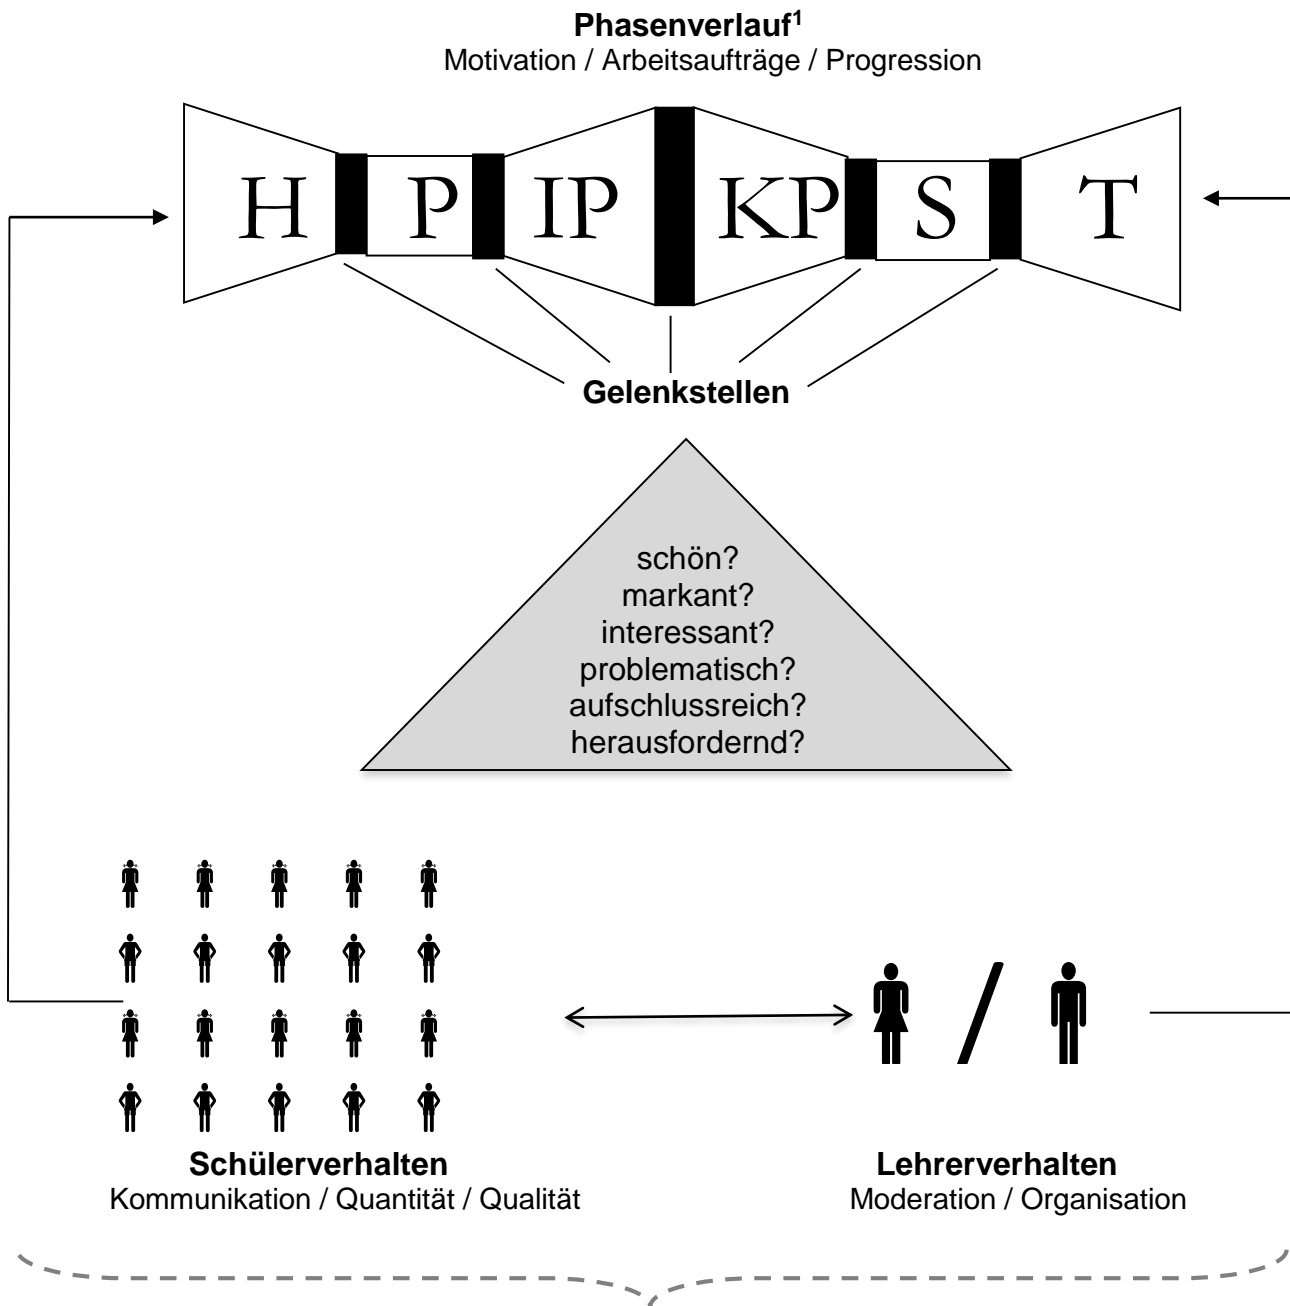 Phasenverlauf¹
Motivation / Arbeitsaufträge / Progression
H P IP KP S T
Gelenkstellen
schön?
markant?
interessant?
problematisch?
aufschlussreich?
herausfordernd?
Schülerverhalten
Kommunikation / Quantität / Qualität
Lehrerverhalten
Moderation / Organisation